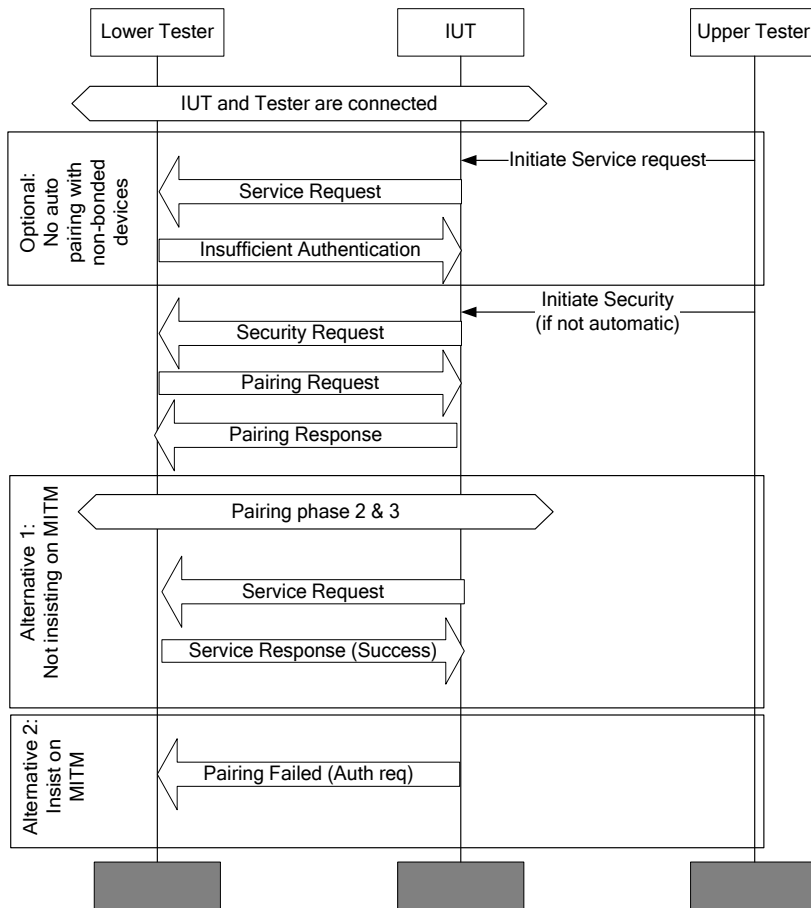 Lower Tester
IUT
Upper Tester
IUT and Tester are connected
Optional:
No auto
pairing with
non-bonded
devices
Initiate Service request
Service Request
Insufficient Authentication
Initiate Security
(if not automatic)
Security Request
Pairing Request
Pairing Response
Alternative 1:
Not insisting on MITM
Pairing phase 2 & 3
Service Request
Service Response (Success)
Alternative 2:
Insist on
MITM
Pairing Failed (Auth req)